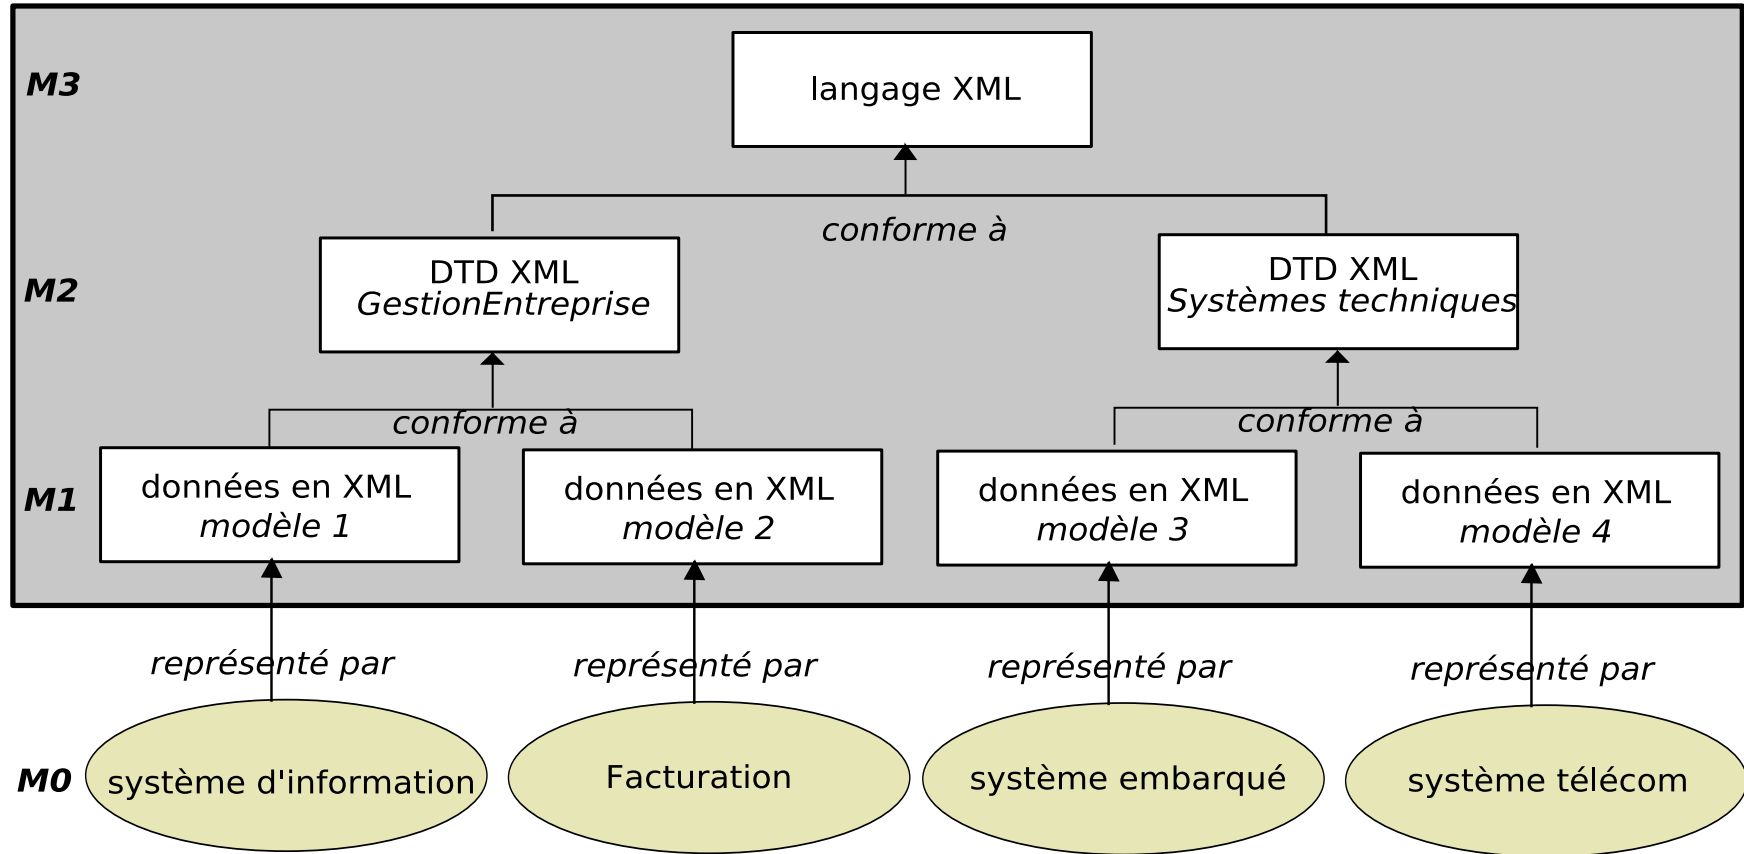 M3
langage XML
conforme à
M2
DTD XML
GestionEntreprise
DTD XML
Systèmes techniques
conforme à
conforme à
M1
données en XML
modèle 1
données en XML
modèle 2
données en XML
modèle 3
données en XML
modèle 4
représenté par
représenté par
représenté par
représenté par
M0
système d'information
Facturation
système embarqué
système télécom